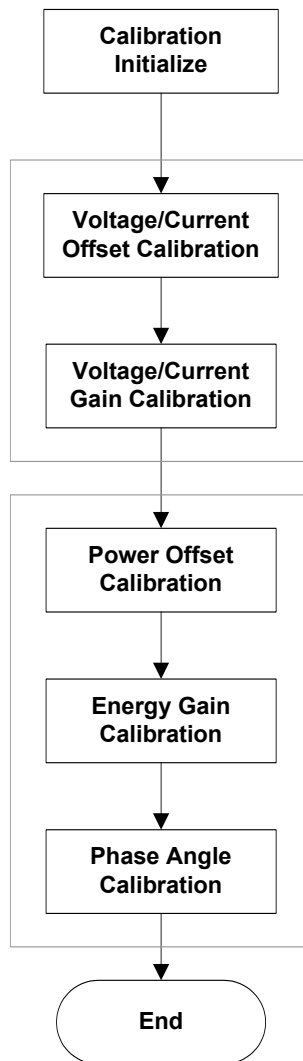 Calibration
Initialize
Voltage/Current
Offset Calibration
Voltage/Current
Gain Calibration
Power Offset
Calibration
Energy Gain
Calibration
Phase Angle
Calibration
End